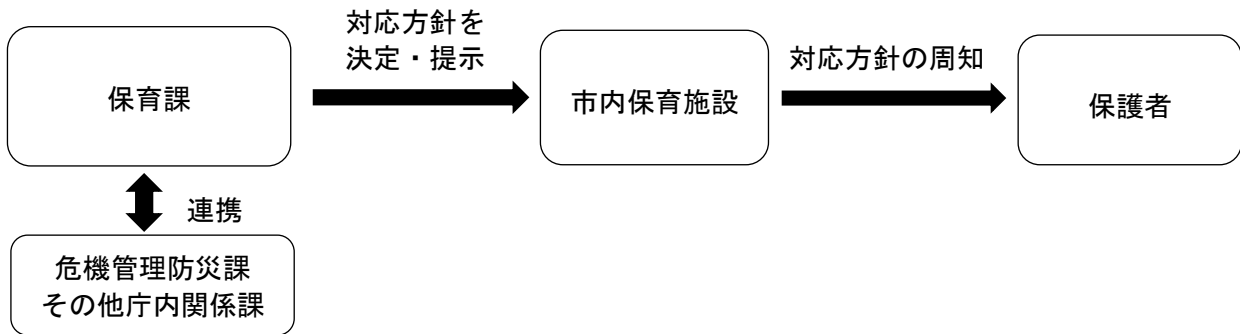 対応方針を
決定・提示
保育課
市内保育施設
対応方針の周知
保護者
連携
危機管理防災課
その他庁内関係課